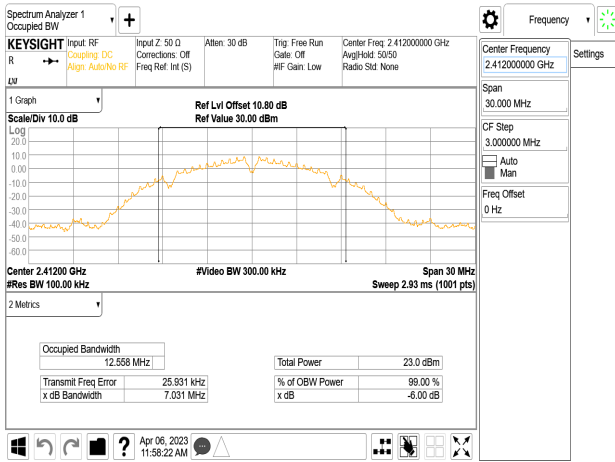 Spectrum Analyzer 1
Occupied BW
Frequency
KEYSIGHT
R
Input: RF
Coupling: DC
Align: Auto/No RF
Input Z: 50 Ω
Corrections: Off
Freq Ref: Int (S)
Atten: 30 dB
Trig: Free Run
Gate: Off
#IF Gain: Low
Center Freq: 2.412000000 GHz
Avg|Hold: 50/50
Radio Std: None
Center Frequency
2.412000000 GHz
Settings
Span
30.000 MHz
CF Step
3.000000 MHz
Auto
Man
Freq Offset
0 Hz
1 Graph
Scale/Div 10.0 dB
Ref Lvl Offset 10.80 dB
Ref Value 30.00 dBm
Log
20.0
10.0
0.00
-10.0
-20.0
-30.0
-40.0
-50.0
-60.0
Center 2.41200 GHz
#Video BW 300.00 kHz
Span 30 MHz
#Res BW 100.00 kHz
Sweep 2.93 ms (1001 pts)
2 Metrics
Occupied Bandwidth
12.558 MHz
Total Power 23.0 dBm
Transmit Freq Error 25.931 kHz
% of OBW Power 99.00 %
x dB Bandwidth 7.031 MHz
x dB -6.00 dB
Apr 06, 2023
11:58:22 AM